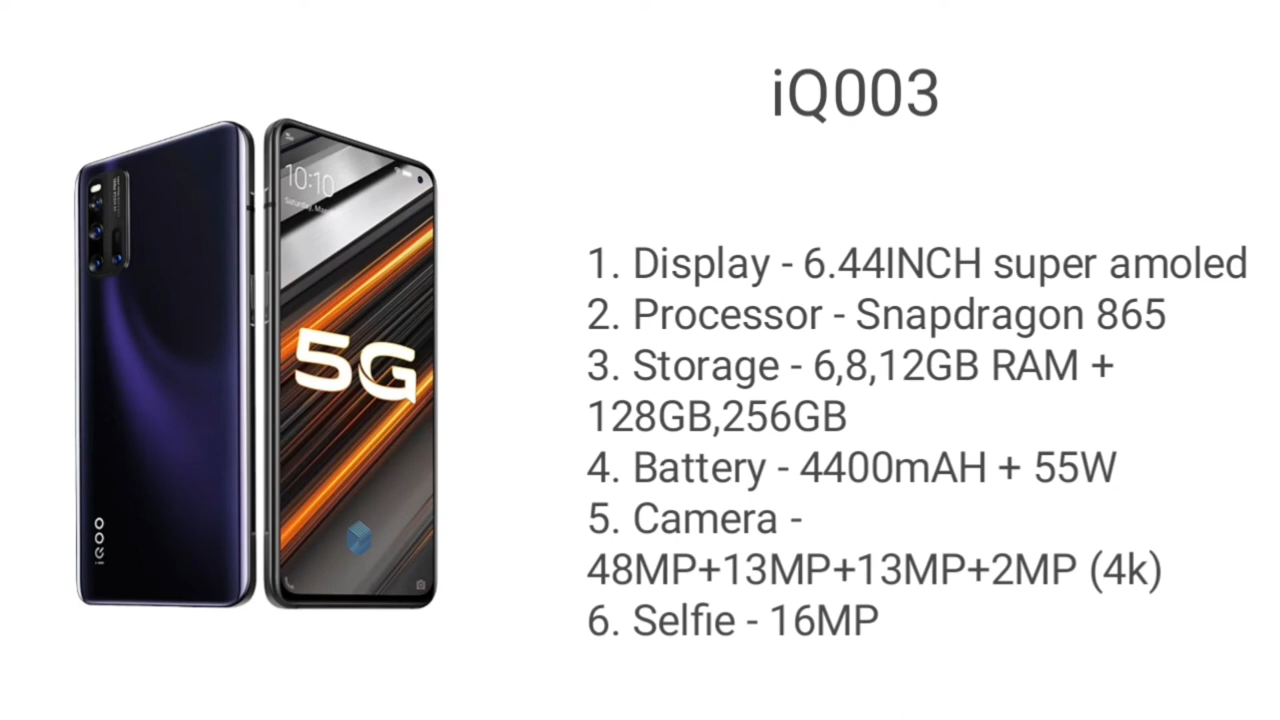 iQ003
10:10
5G
iQOO
1. Display - 6.44INCH super amoled
2. Processor - Snapdragon 865
3. Storage - 6,8,12GB RAM +
128GB,256GB
4. Battery - 4400mAH + 55W
5. Camera -
48MP+13MP+13MP+2MP (4k)
6. Selfie - 16MP